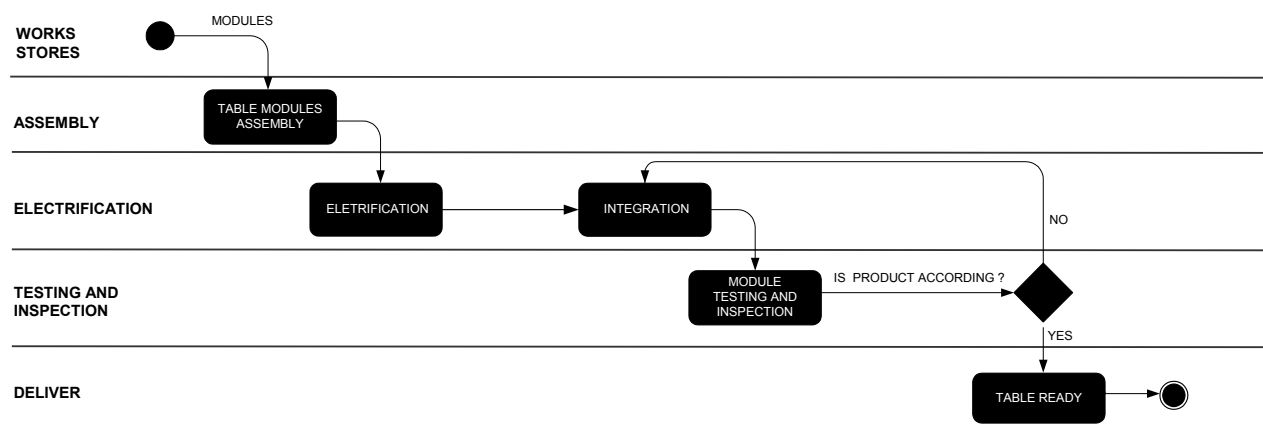 MODULES
WORKS
STORES
TABLE MODULES
ASSEMBLY
ASSEMBLY
ELECTRIFICATION
ELETRIFICATION
INTEGRATION
NO
TESTING AND
INSPECTION
MODULE
TESTING AND
INSPECTION
IS PRODUCT ACCORDING ?
YES
DELIVER
TABLE READY